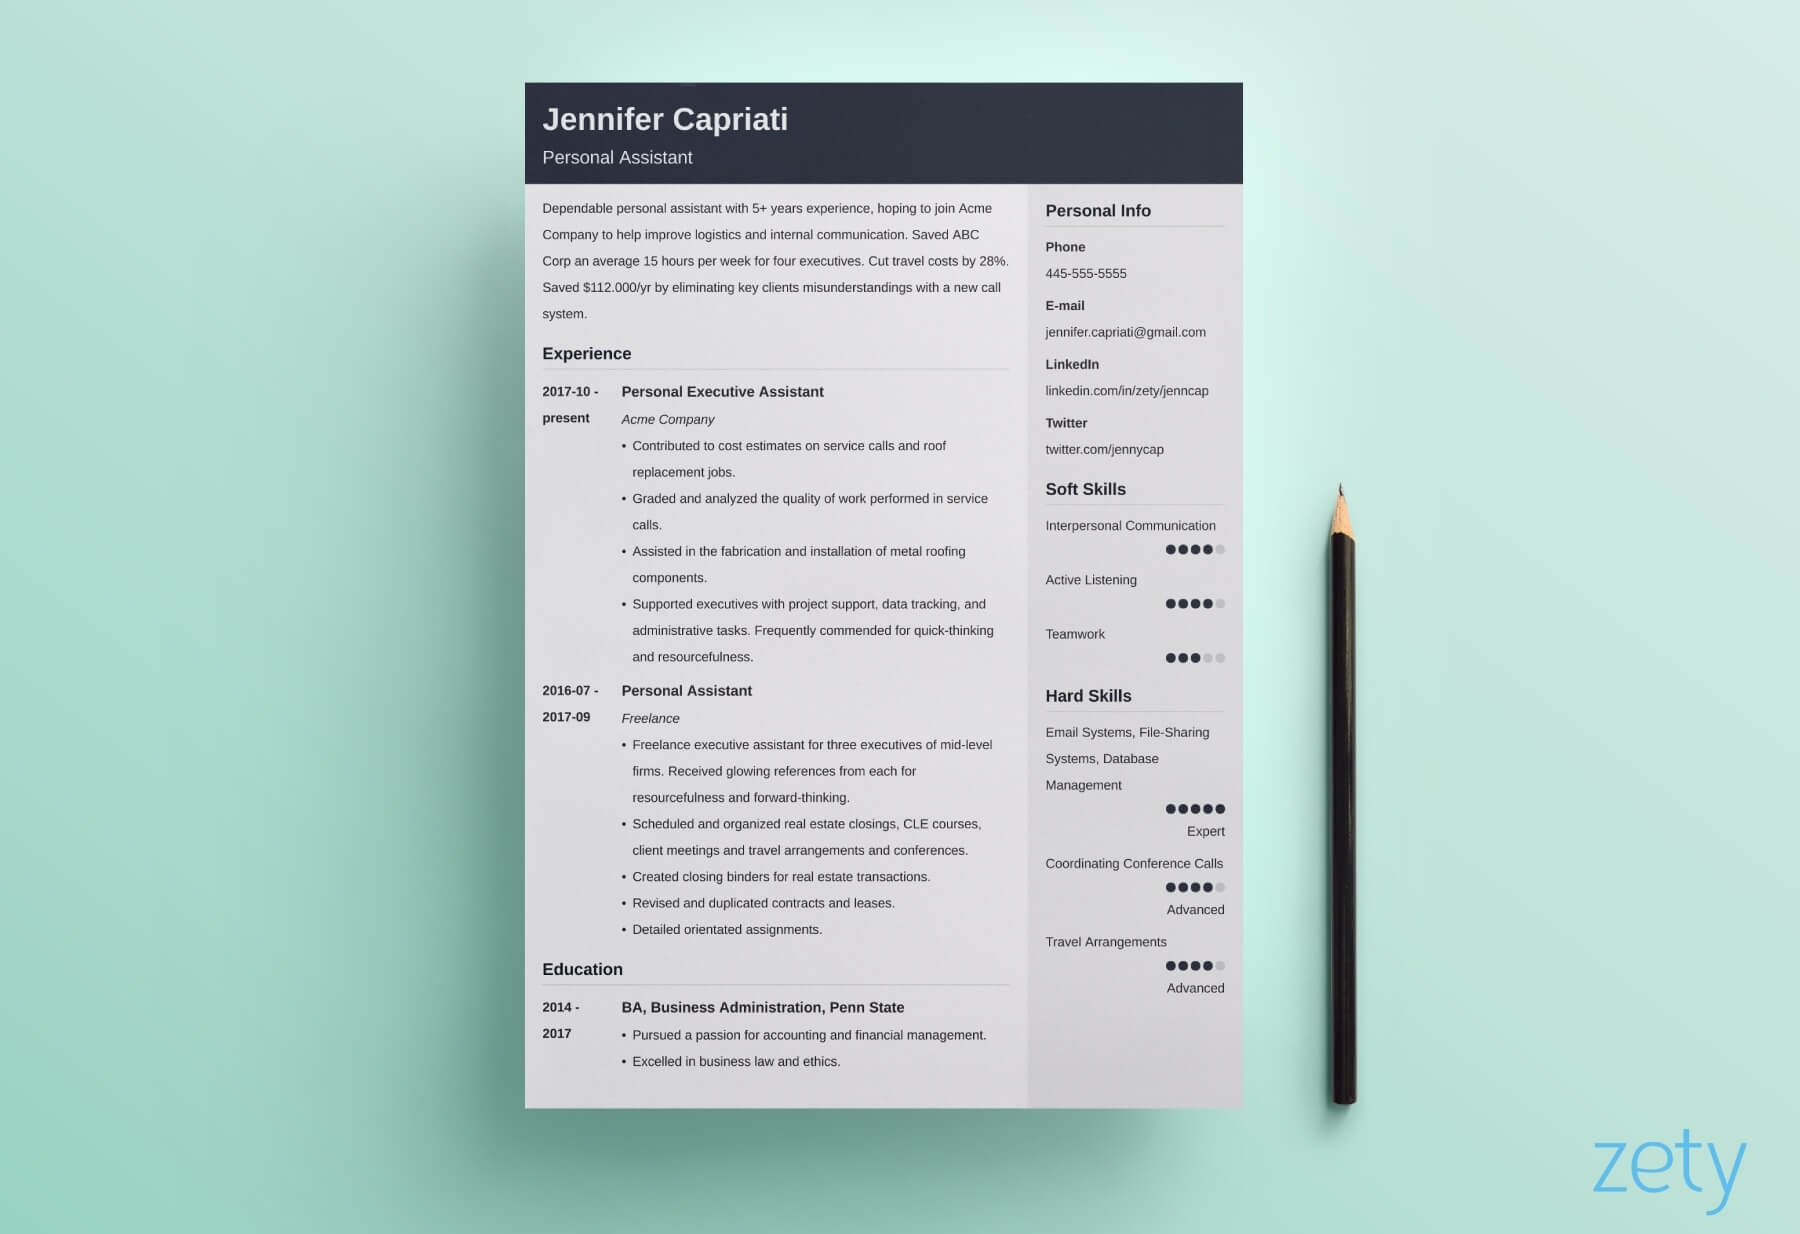 Jennifer Capriati
Personal Assistant
Dependable personal assistant with 5+ years experience, hoping to join Acme
Company to help improve logistics and internal communication. Saved ABC
Corp an average 15 hours per week for four executives. Cut travel costs by 28%.
Saved $112.000/yr by eliminating key clients misunderstandings with a new call
system.
Experience
2017-10 -
present
Personal Executive Assistant
Acme Company
• Contributed to cost estimates on service calls and roof
replacement jobs.
• Graded and analyzed the quality of work performed in service
calls.
• Assisted in the fabrication and installation of metal roofing
components.
• Supported executives with project support, data tracking, and
administrative tasks. Frequently commended for quick-thinking
and resourcefulness.
2016-07 -
2017-09
Personal Assistant
Freelance
• Freelance executive assistant for three executives of mid-level
firms. Received glowing references from each for
resourcefulness and forward-thinking.
• Scheduled and organized real estate closings, CLE courses,
client meetings and travel arrangements and conferences.
• Created closing binders for real estate transactions.
• Revised and duplicated contracts and leases.
• Detailed orientated assignments.
Education
2014 -
2017
BA, Business Administration, Penn State
• Pursued a passion for accounting and financial management.
• Excelled in business law and ethics.
Personal Info
Phone
445-555-5555
E-mail
jennifer.capriati@gmail.com
LinkedIn
linkedin.com/in/zety/jenncap
Twitter
twitter.com/jennycap
Soft Skills
Interpersonal Communication
Active Listening
Teamwork
Hard Skills
Email Systems, File-Sharing
Systems, Database
Management
Expert
Coordinating Conference Calls
Advanced
Travel Arrangements
Advanced
zety